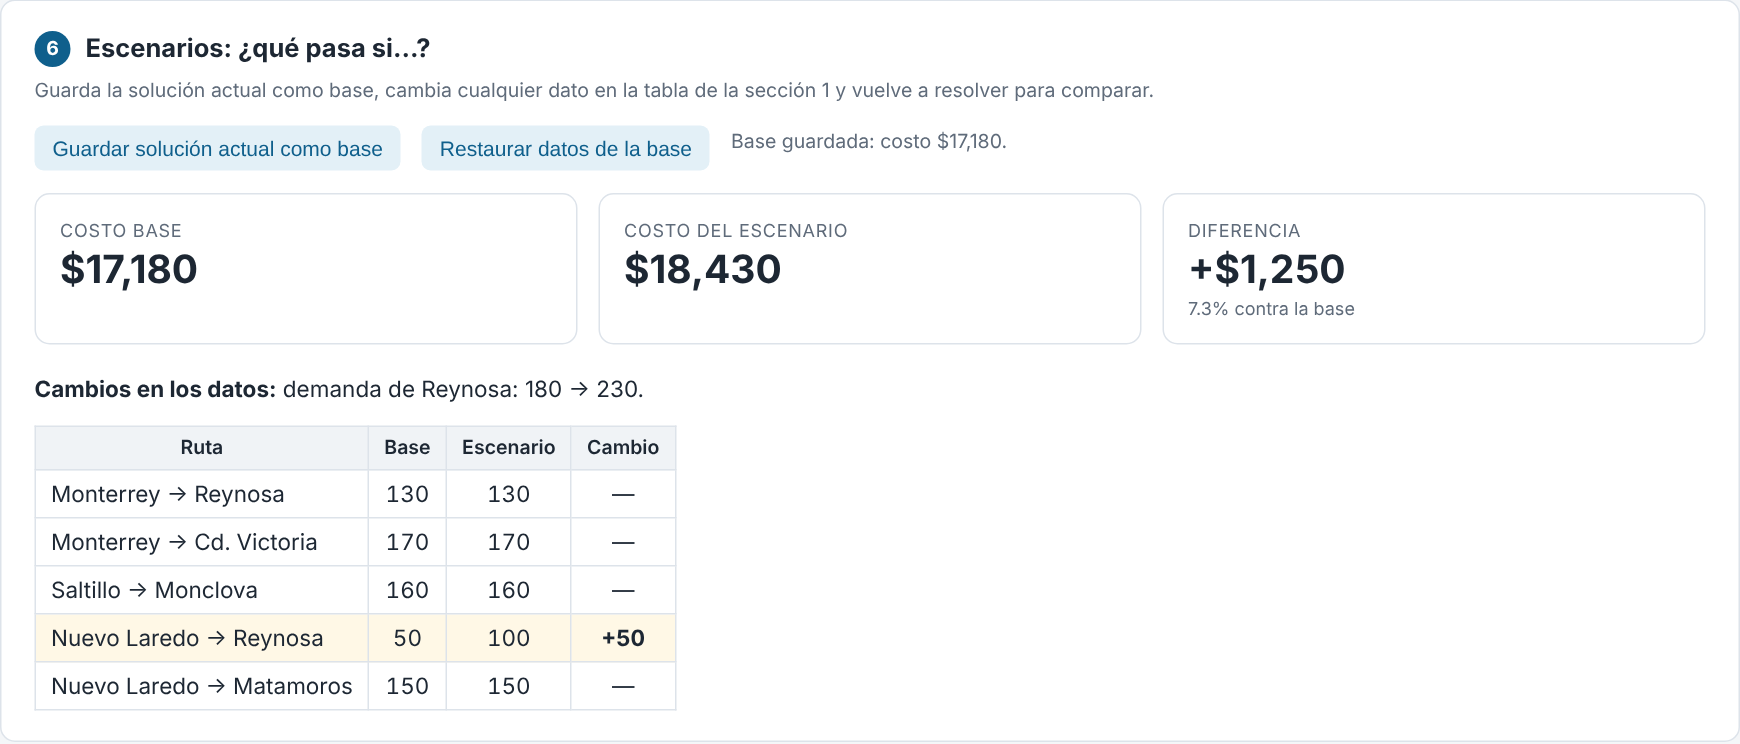 6 Escenarios: ¿qué pasa si...?
Guarda la solución actual como base, cambia cualquier dato en la tabla de la sección 1 y vuelve a resolver para comparar.
Guardar solución actual como base Restaurar datos de la base Base guardada: costo $17,180.
COSTO BASE COSTO DEL ESCENARIO DIFERENCIA
$17,180 $18,430 +$1,250
7.3% contra la base
Cambios en los datos: demanda de Reynosa: 180 → 230.
Ruta Base Escenario Cambio
Monterrey → Reynosa 130 130 —
Monterrey → Cd. Victoria 170 170 —
Saltillo → Monclova 160 160 —
Nuevo Laredo → Reynosa 50 100 +50
Nuevo Laredo → Matamoros 150 150 —